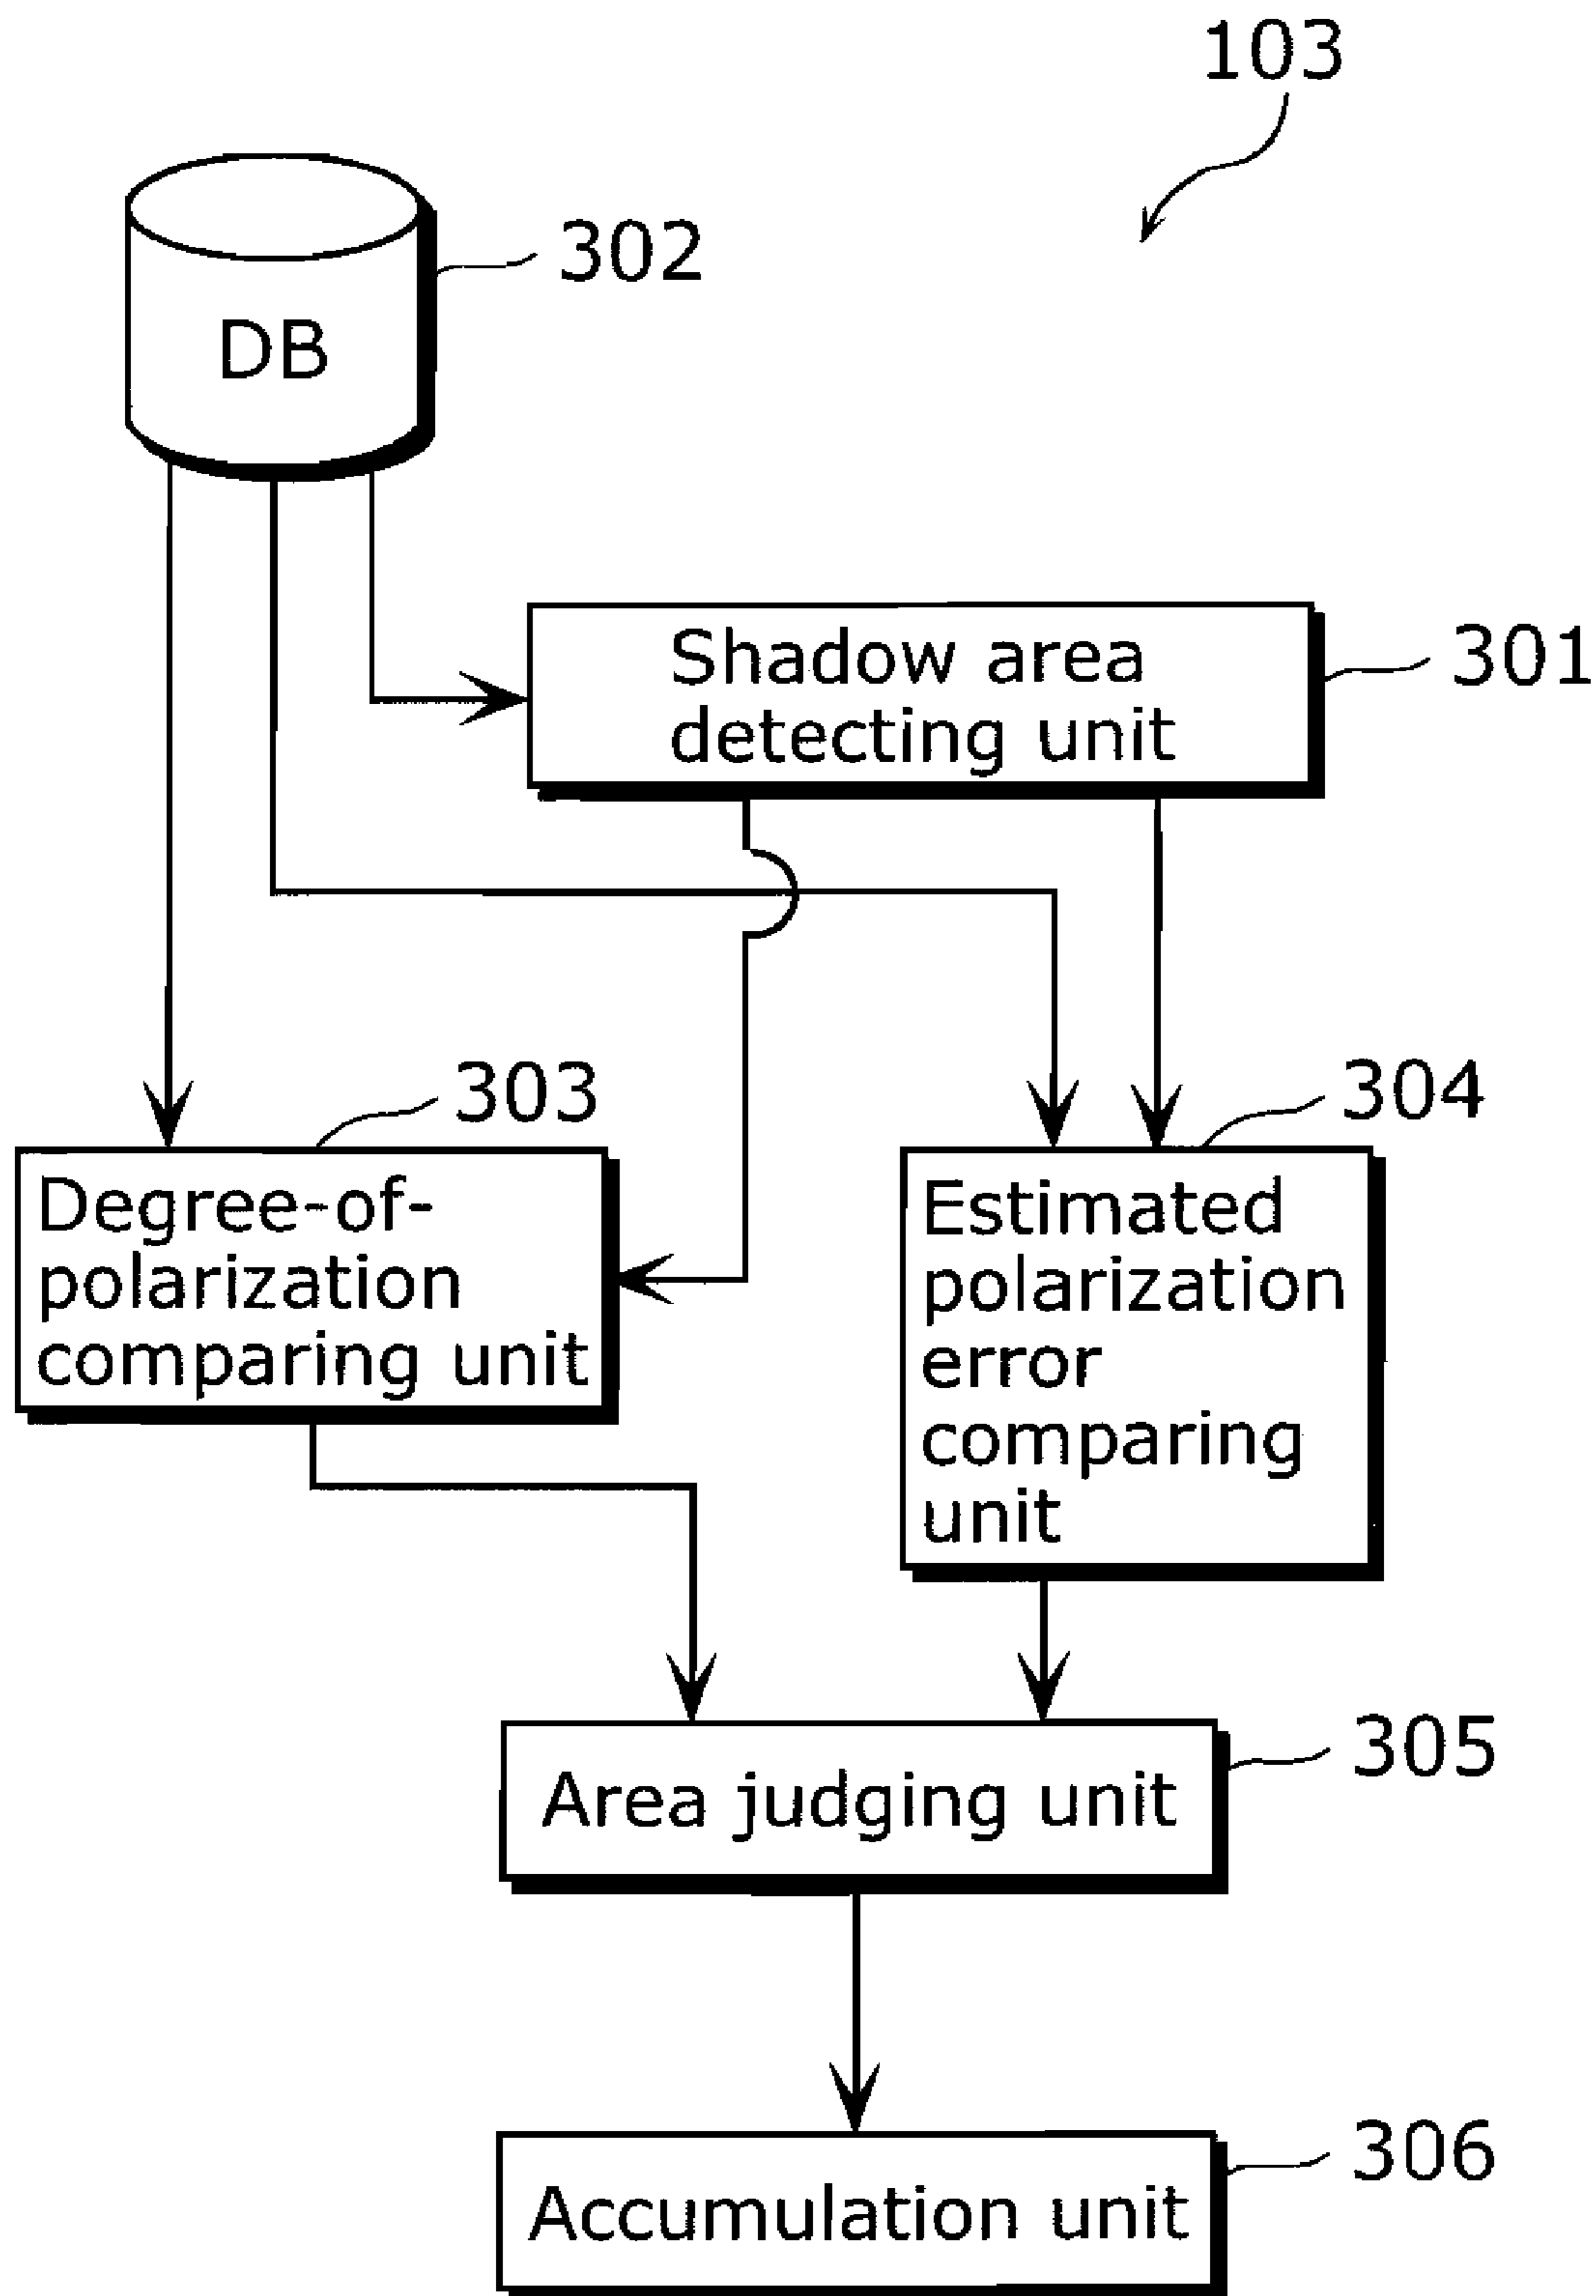 103
302
DB
Shadow area
detecting unit
301
303
304
Degree-of-
polarization
comparing unit
Estimated
polarization
error
comparing
unit
305
Area judging unit
306
Accumulation unit